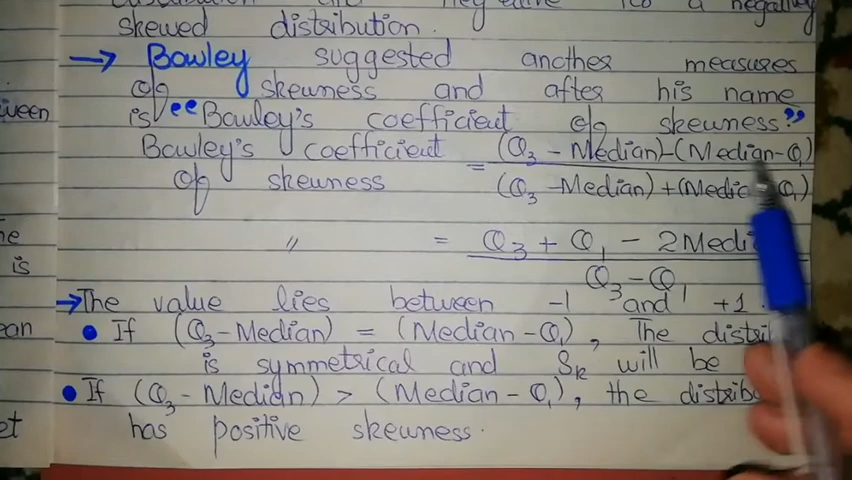 a negatively
skewed distribution.
→ Bowley suggested another measures
of skewness and after his name
is "Bowley's coefficient of skewness"
Bowley's coefficient = (Q3 - Median) - (Median - Q1)
of skewness (Q3 - Median) + (Median - Q1)
" = Q3 + Q1 - 2Medi
Q3 - Q1
→ The value lies between -1 and +1.
• If (Q3 - Median) = (Median - Q1), The distri
is symmetrical and Sk will be
• If (Q3 - Median) > (Median - Q1), the distribu
has positive skewness.
is